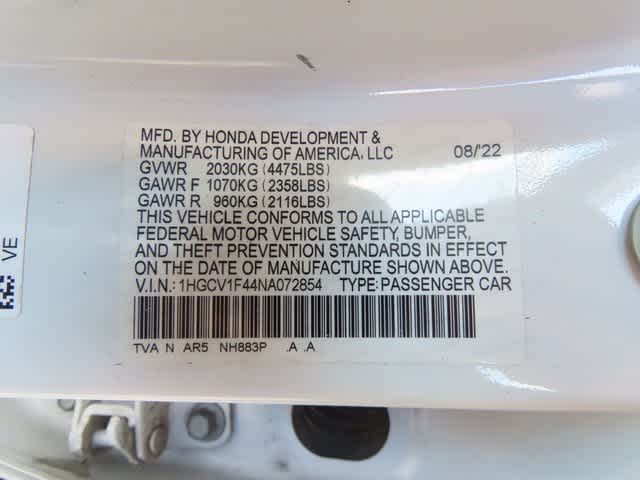 MFD. BY HONDA DEVELOPMENT &
MANUFACTURING OF AMERICA, LLC 08/'22
GVWR 2030KG (4475LBS)
GAWR F 1070KG (2358LBS)
GAWR R 960KG (2116LBS)
THIS VEHICLE CONFORMS TO ALL APPLICABLE
FEDERAL MOTOR VEHICLE SAFETY, BUMPER,
AND THEFT PREVENTION STANDARDS IN EFFECT
ON THE DATE OF MANUFACTURE SHOWN ABOVE.
V.I.N.: 1HGCV1F44NA072854 TYPE: PASSENGER CAR
TVA N AR5 NH883P .A .A
VE